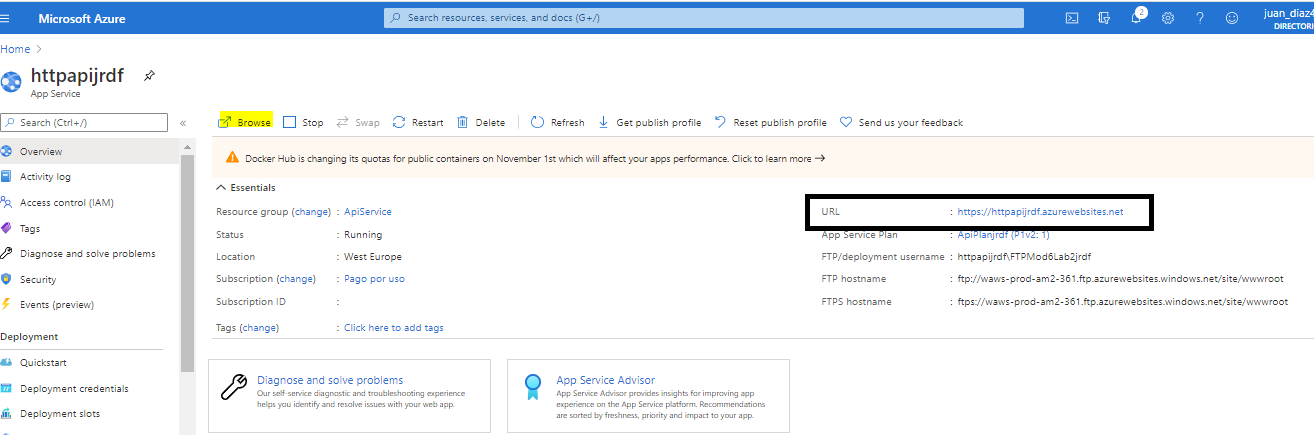 Microsoft Azure
Search resources, services, and docs (G+/)
2
juan_diaz4
DIRECTORI
Home
httpapijrdf
App Service
Search (Ctrl+/)
Browse Stop Swap Restart Delete Refresh Get publish profile Reset publish profile Send us your feedback
Overview
Activity log
Access control (IAM)
Tags
Diagnose and solve problems
Security
Events (preview)
Deployment
Quickstart
Deployment credentials
Deployment slots
Docker Hub is changing its quotas for public containers on November 1st which will affect your apps performance. Click to learn more →
Essentials
Resource group (change) : ApiService
Status : Running
Location : West Europe
Subscription (change) : Pago por uso
Subscription ID :
Tags (change) : Click here to add tags
URL : https://httpapijrdf.azurewebsites.net
App Service Plan : ApiPlanjrdf (P1v2: 1)
FTP/deployment username : httpapijrdf\FTPMod6Lab2jrdf
FTP hostname : ftp://waws-prod-am2-361.ftp.azurewebsites.windows.net/site/wwwroot
FTPS hostname : ftps://waws-prod-am2-361.ftp.azurewebsites.windows.net/site/wwwroot
Diagnose and solve problems
Our self-service diagnostic and troubleshooting experience
helps you identify and resolve issues with your web app.
App Service Advisor
App Service Advisor provides insights for improving app
experience on the App Service platform. Recommendations
are sorted by freshness, priority and impact to your app.